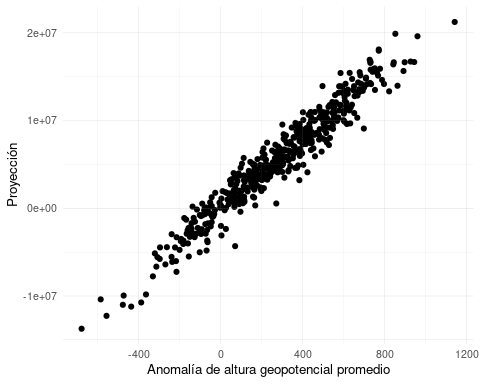 2e+07
1e+07
0e+00
-1e+07
Proyección
-400 0 400 800 1200
Anomalía de altura geopotencial promedio